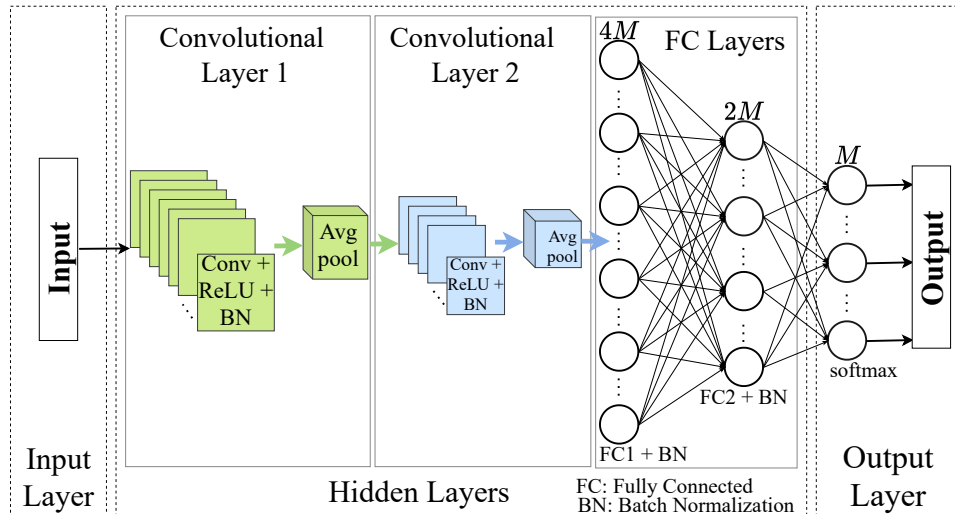 Input
Input
Layer
Convolutional
Layer 1
Conv +
ReLU +
BN
Avg
pool
Convolutional
Layer 2
Conv +
ReLU +
BN
Avg
pool
FC Layers
4M
FC1 + BN
2M
FC2 + BN
Hidden Layers
FC: Fully Connected
BN: Batch Normalization
M
softmax
Output
Output
Layer